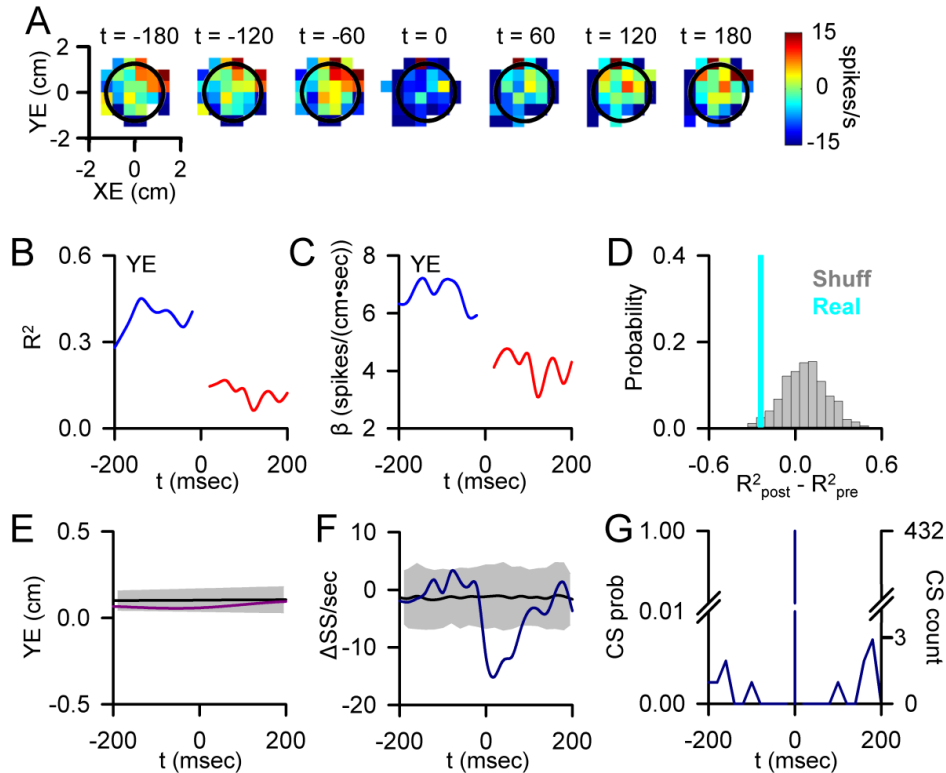 A
t = -180 t = -120 t = -60 t = 0 t = 60 t = 120 t = 180
2
0
-2
YE (cm)
-2 0 2
XE (cm)
15
0
-15
spikes/s
B
YE
0.6
0.3
0.0
R²
-200 0 200
t (msec)
C
YE
8
6
4
2
β (spikes/(cm•sec))
-200 0 200
t (msec)
D
Shuff
Real
0.4
0.2
0.0
Probability
-0.6 0.0 0.6
R²post - R²pre
E
0.5
0.0
-0.5
YE (cm)
-200 0 200
t (msec)
F
10
0
-10
-20
ΔSS/sec
-200 0 200
t (msec)
G
1.00
0.01
0.00
CS prob
432
3
0
CS count
-200 0 200
t (msec)